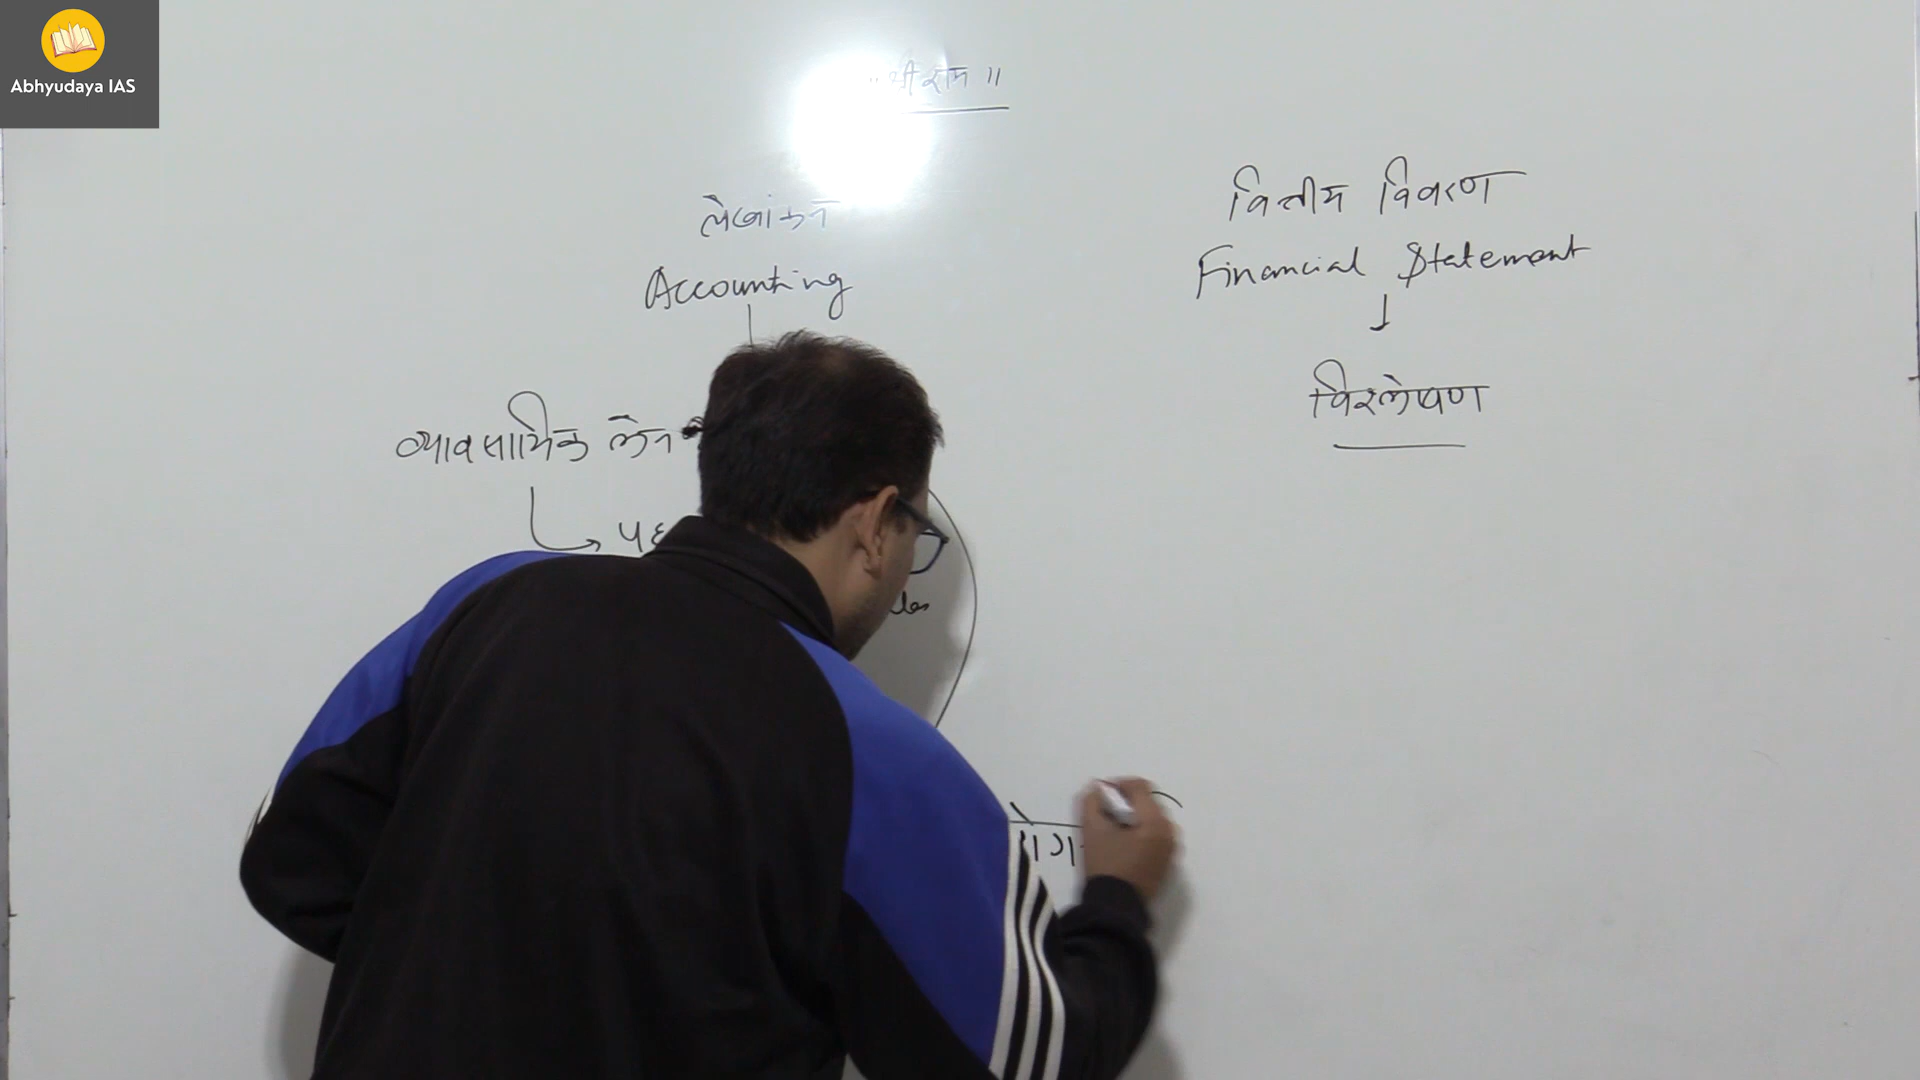 Abhyudaya IAS
श्रीराम ॥
लेखांकन
Accounting
व्यावसायिक लेन
वित्तीय विवरण
Financial Statement
विश्लेषण